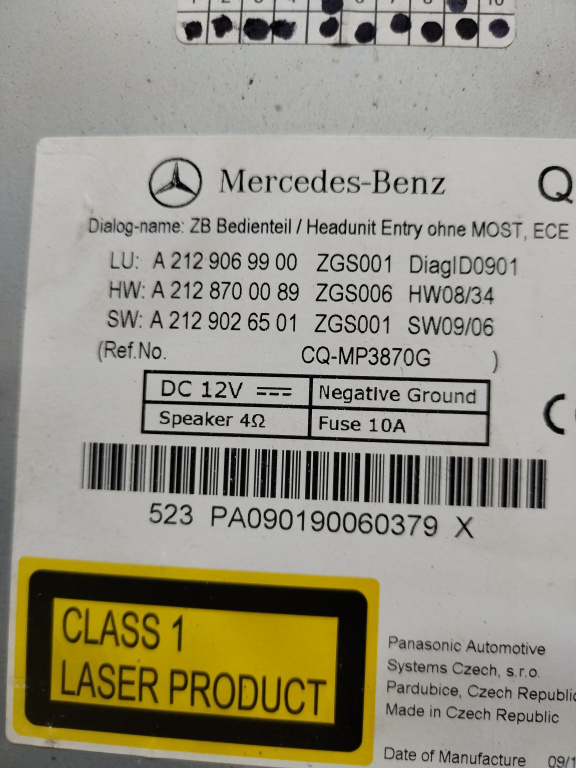 10
Mercedes-Benz
Dialog-name: ZB Bedienteil / Headunit Entry ohne MOST, ECE
LU: A 212 906 99 00 ZGS001 DiagID0901
HW: A 212 870 00 89 ZGS006 HW08/34
SW: A 212 902 65 01 ZGS001 SW09/06
(Ref.No. CQ-MP3870G )
DC 12V Negative Ground
Speaker 4Ω Fuse 10A
523 PA090190060379 X
CLASS 1
LASER PRODUCT
Panasonic Automotive
Systems Czech, s.r.o.
Pardubice, Czech Republic
Made in Czech Republic
Date of Manufacture